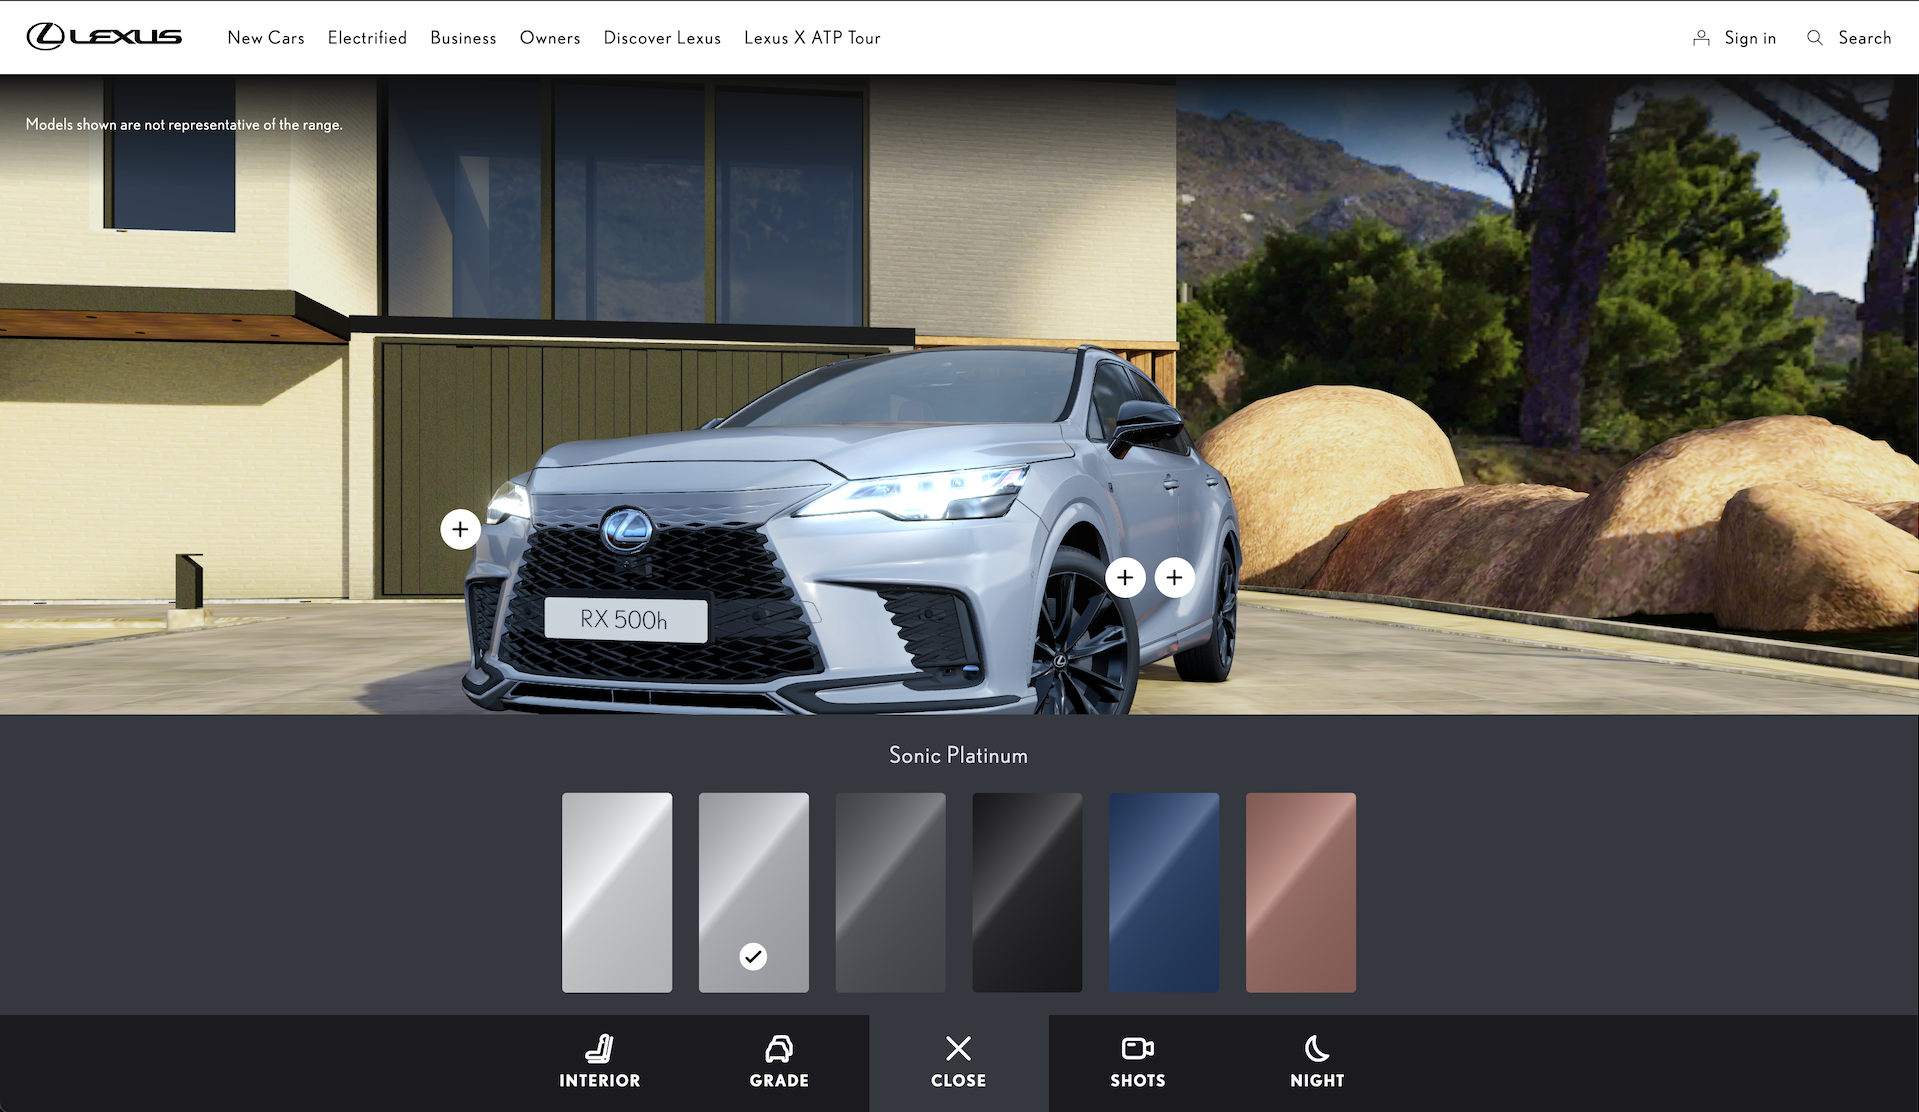 LEXUS
New Cars Electrified Business Owners Discover Lexus Lexus X ATP Tour Sign in Search
Models shown are not representative of the range.
RX 500h
Sonic Platinum
INTERIOR GRADE CLOSE SHOTS NIGHT